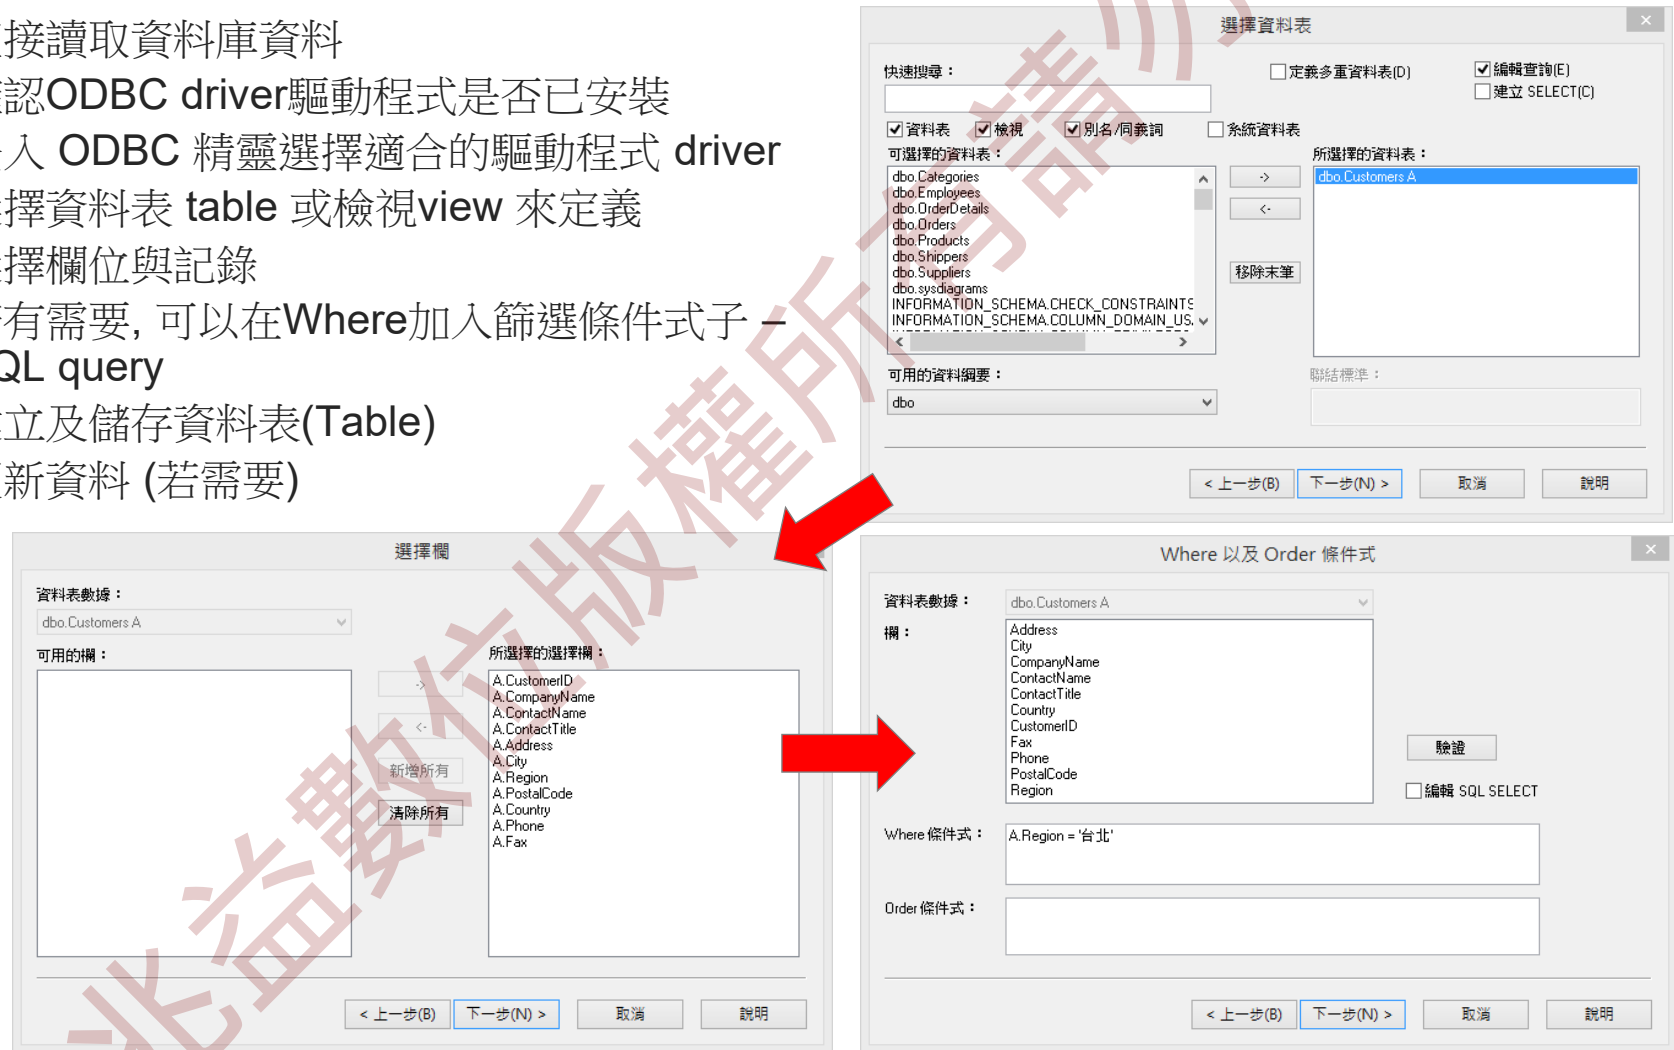 接讀取資料庫資料
認ODBC driver驅動程式是否已安裝
入 ODBC 精靈選擇適合的驅動程式 driver
擇資料表 table 或檢視view 來定義
擇欄位與記錄
有需要, 可以在Where加入篩選條件式子 –
QL query
立及儲存資料表(Table)
新資料 (若需要)
選擇資料表
快速搜尋：
定義多重資料表(D)
編輯查詢(E)
建立 SELECT(C)
資料表 檢視 別名/同義詞 系統資料表
可選擇的資料表：
dbo.Categories
dbo.Employees
dbo.OrderDetails
dbo.Orders
dbo.Products
dbo.Shippers
dbo.Suppliers
dbo.sysdiagrams
INFORMATION_SCHEMA.CHECK_CONSTRAINTS
INFORMATION_SCHEMA.COLUMN_DOMAIN_US
->
<-
移除末筆
所選擇的資料表：
dbo.Customers A
可用的資料綱要：
dbo
聯結標準：
< 上一步(B) 下一步(N) > 取消 說明
選擇欄
資料表數據：
dbo.Customers A
可用的欄：
->
<-
新增所有
清除所有
所選擇的選擇欄：
A.CustomerID
A.CompanyName
A.ContactName
A.ContactTitle
A.Address
A.City
A.Region
A.PostalCode
A.Country
A.Phone
A.Fax
< 上一步(B) 下一步(N) > 取消 說明
Where 以及 Order 條件式
資料表數據： dbo.Customers A
欄：
Address
City
CompanyName
ContactName
ContactTitle
Country
CustomerID
Fax
Phone
PostalCode
Region
驗證
編輯 SQL SELECT
Where 條件式： A.Region = '台北'
Order 條件式：
< 上一步(B) 下一步(N) > 取消 說明
兆益數位版權所有請勿